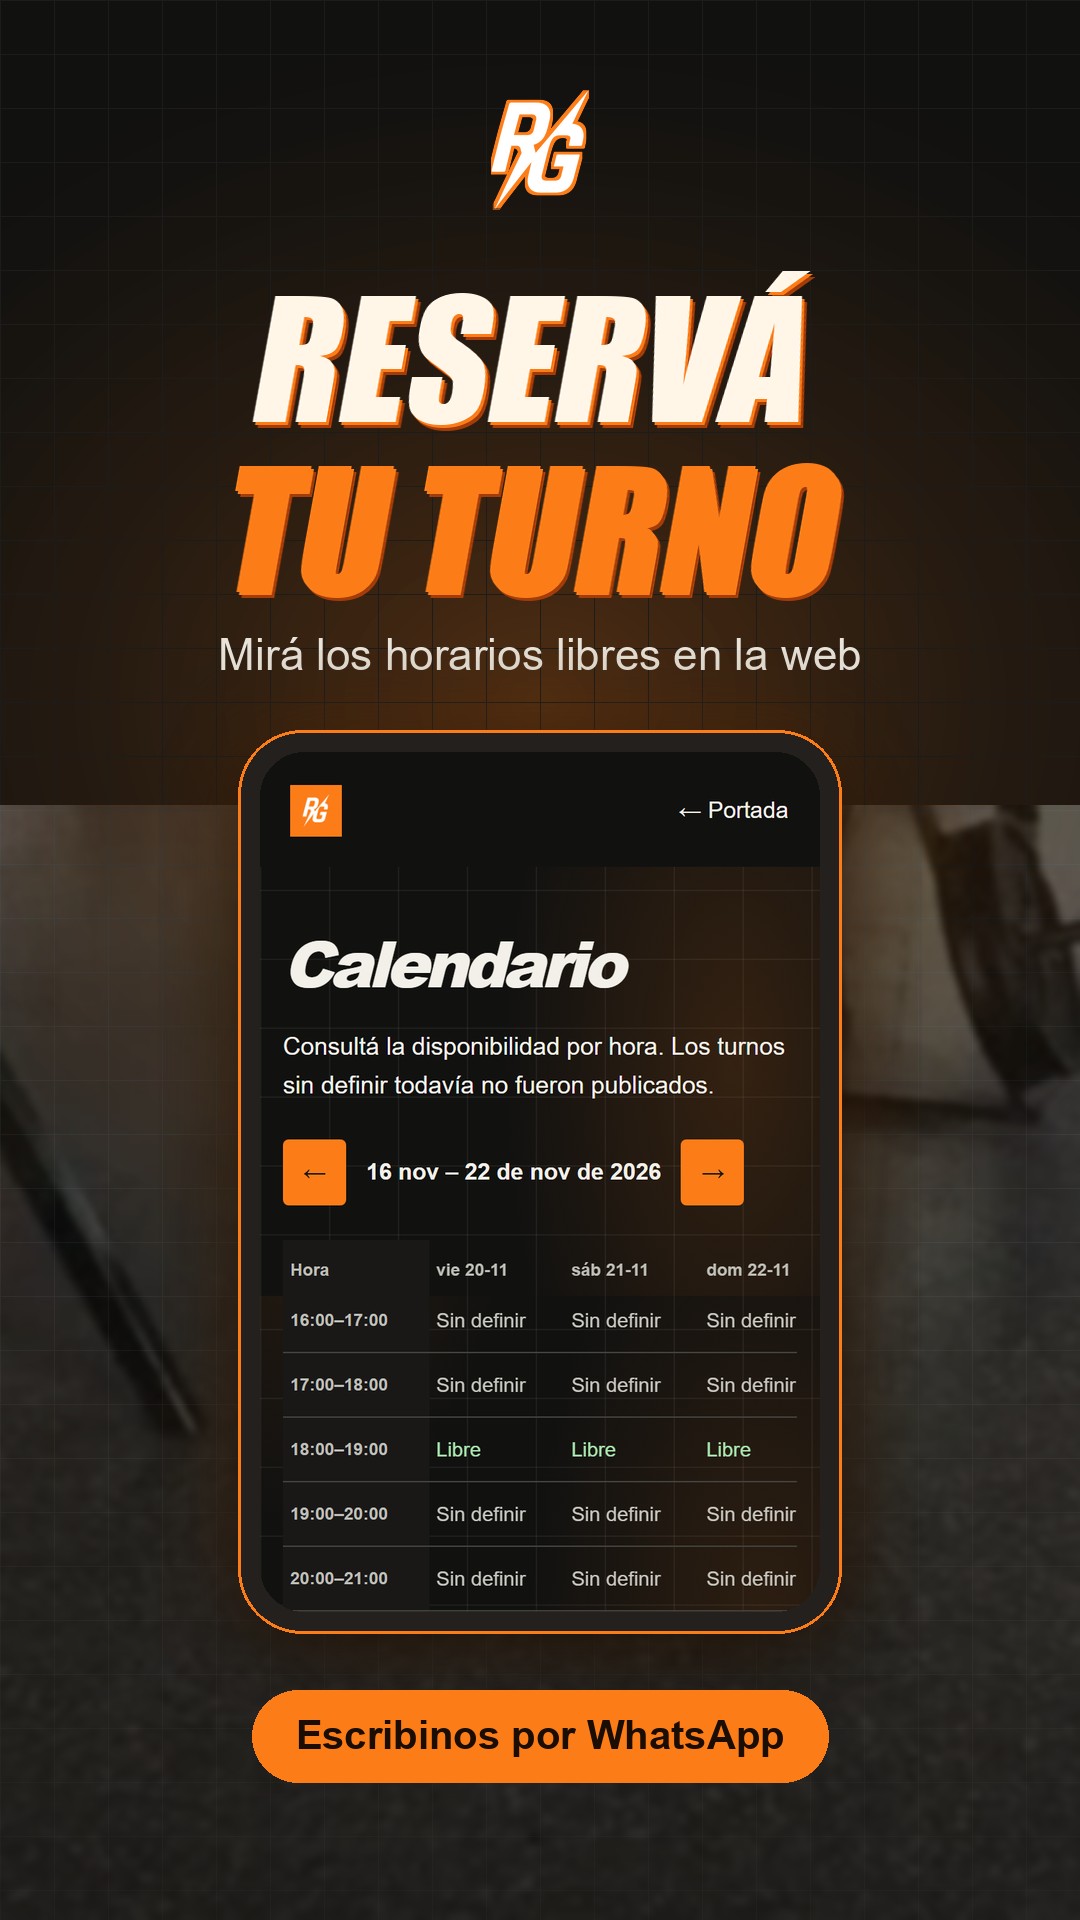 RG
RESERVÁ
TU TURNO
Mirá los horarios libres en la web
RG
← Portada
Calendario
Consultá la disponibilidad por hora. Los turnos
sin definir todavía no fueron publicados.
← 16 nov – 22 de nov de 2026 →
Hora vie 20-11 sáb 21-11 dom 22-11
16:00–17:00 Sin definir Sin definir Sin definir
17:00–18:00 Sin definir Sin definir Sin definir
18:00–19:00 Libre Libre Libre
19:00–20:00 Sin definir Sin definir Sin definir
20:00–21:00 Sin definir Sin definir Sin definir
Escribinos por WhatsApp